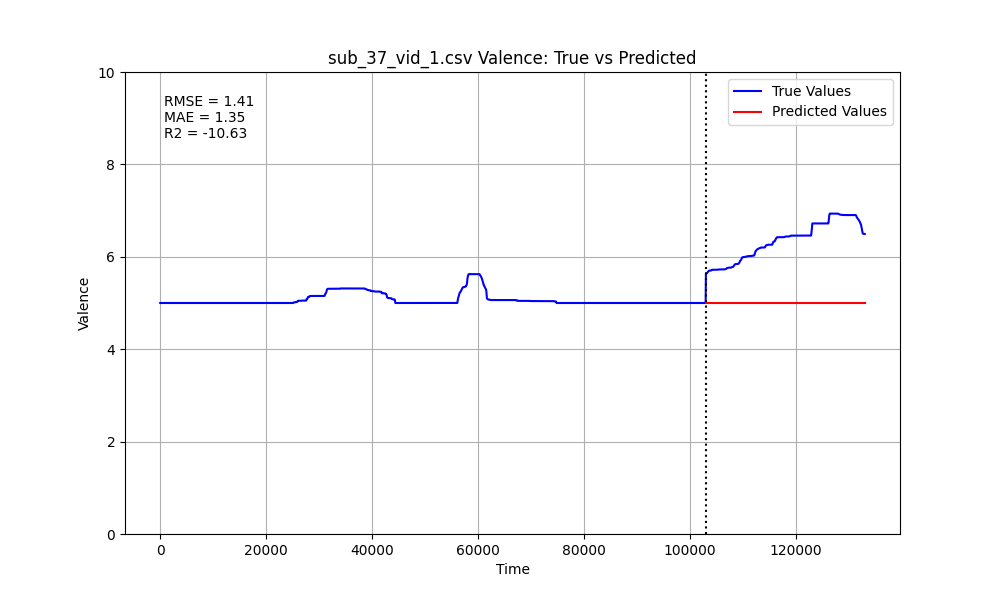 sub_37_vid_1.csv Valence: True vs Predicted
RMSE = 1.41
MAE = 1.35
R2 = -10.63
True Values
Predicted Values
10
8
6
4
2
0
Valence
0
20000
40000
60000
80000
100000
120000
Time